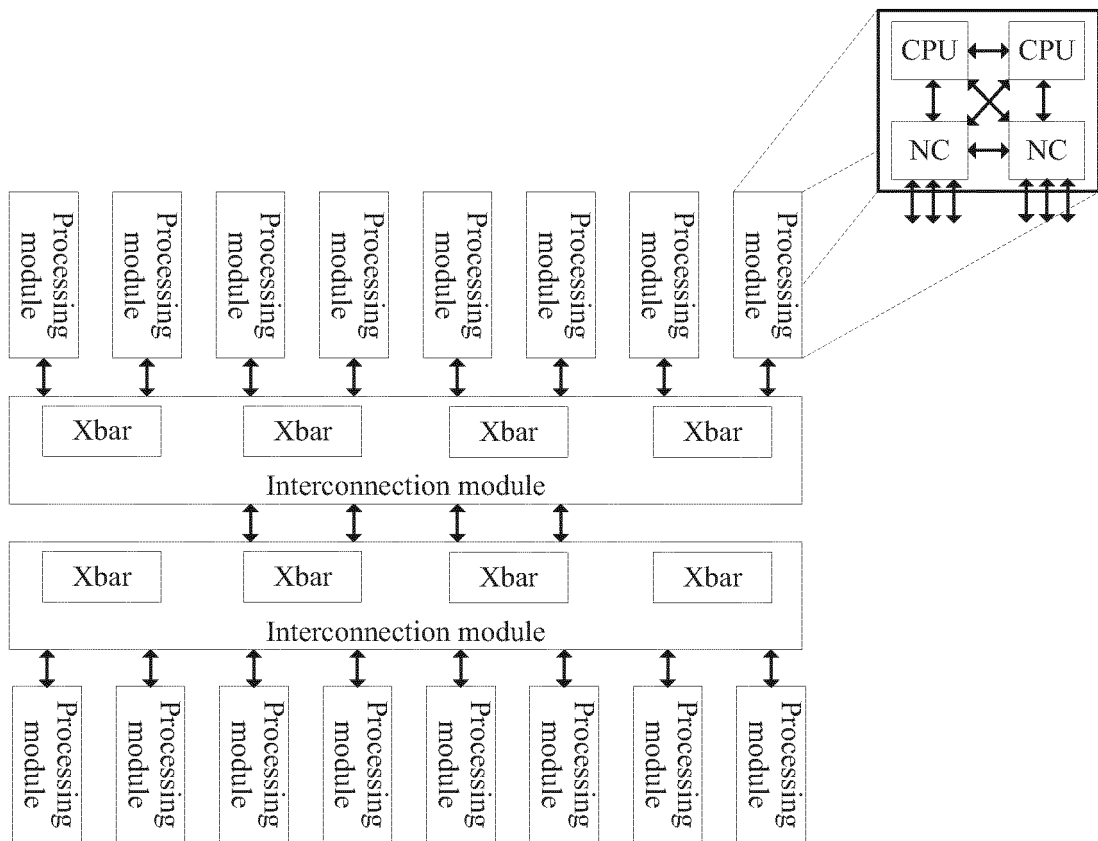 CPU
CPU
NC
NC
Processing
module
Processing
module
Processing
module
Processing
module
Processing
module
Processing
module
Processing
module
Processing
module
Xbar
Xbar
Xbar
Xbar
Interconnection module
Xbar
Xbar
Xbar
Xbar
Interconnection module
Processing
module
Processing
module
Processing
module
Processing
module
Processing
module
Processing
module
Processing
module
Processing
module